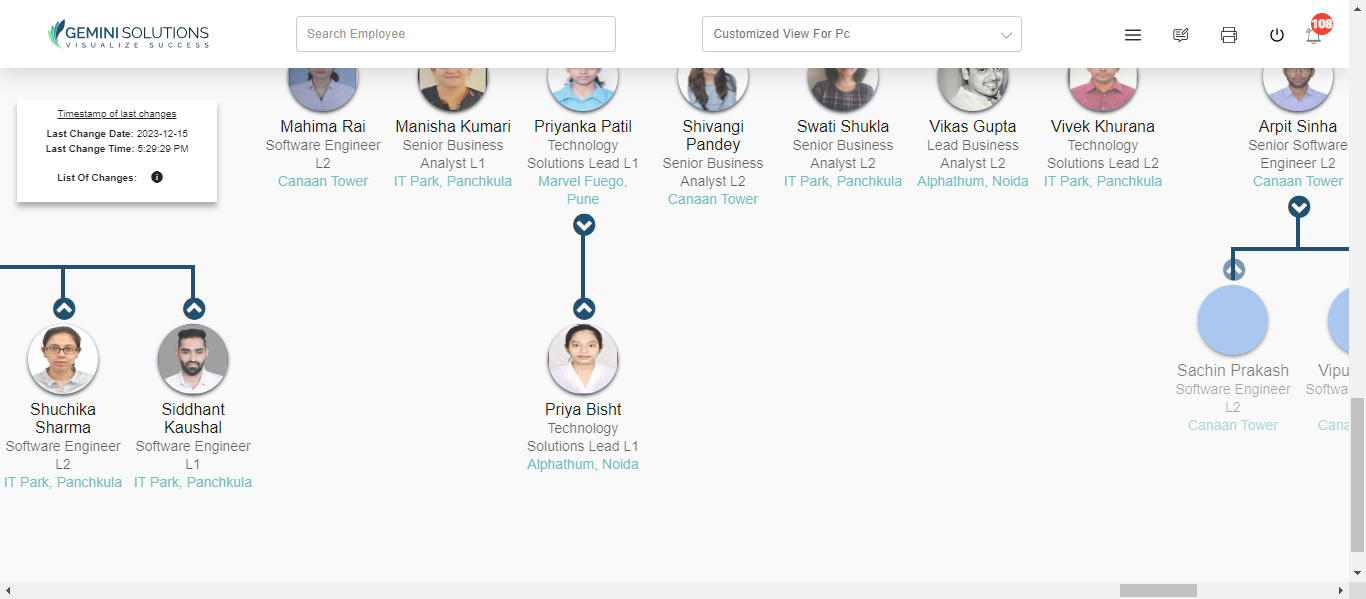 GEMINI SOLUTIONS
VISUALIZE SUCCESS
Search Employee
Customized View For Pc
108
Timestamp of last changes
Last Change Date: 2023-12-15
Last Change Time: 5:29:29 PM
List Of Changes:
Mahima Rai
Software Engineer
L2
Canaan Tower
Manisha Kumari
Senior Business
Analyst L1
IT Park, Panchkula
Priyanka Patil
Technology
Solutions Lead L1
Marvel Fuego,
Pune
Shivangi
Pandey
Senior Business
Analyst L2
Canaan Tower
Swati Shukla
Senior Business
Analyst L2
IT Park, Panchkula
Vikas Gupta
Lead Business
Analyst L2
Alphathum, Noida
Vivek Khurana
Technology
Solutions Lead L2
IT Park, Panchkula
Arpit Sinha
Senior Software
Engineer L2
Canaan Tower
Shuchika
Sharma
Software Engineer
L2
IT Park, Panchkula
Siddhant
Kaushal
Software Engineer
L1
IT Park, Panchkula
Priya Bisht
Technology
Solutions Lead L1
Alphathum, Noida
Sachin Prakash
Software Engineer
L2
Canaan Tower
Vipu
Softwa
Cana